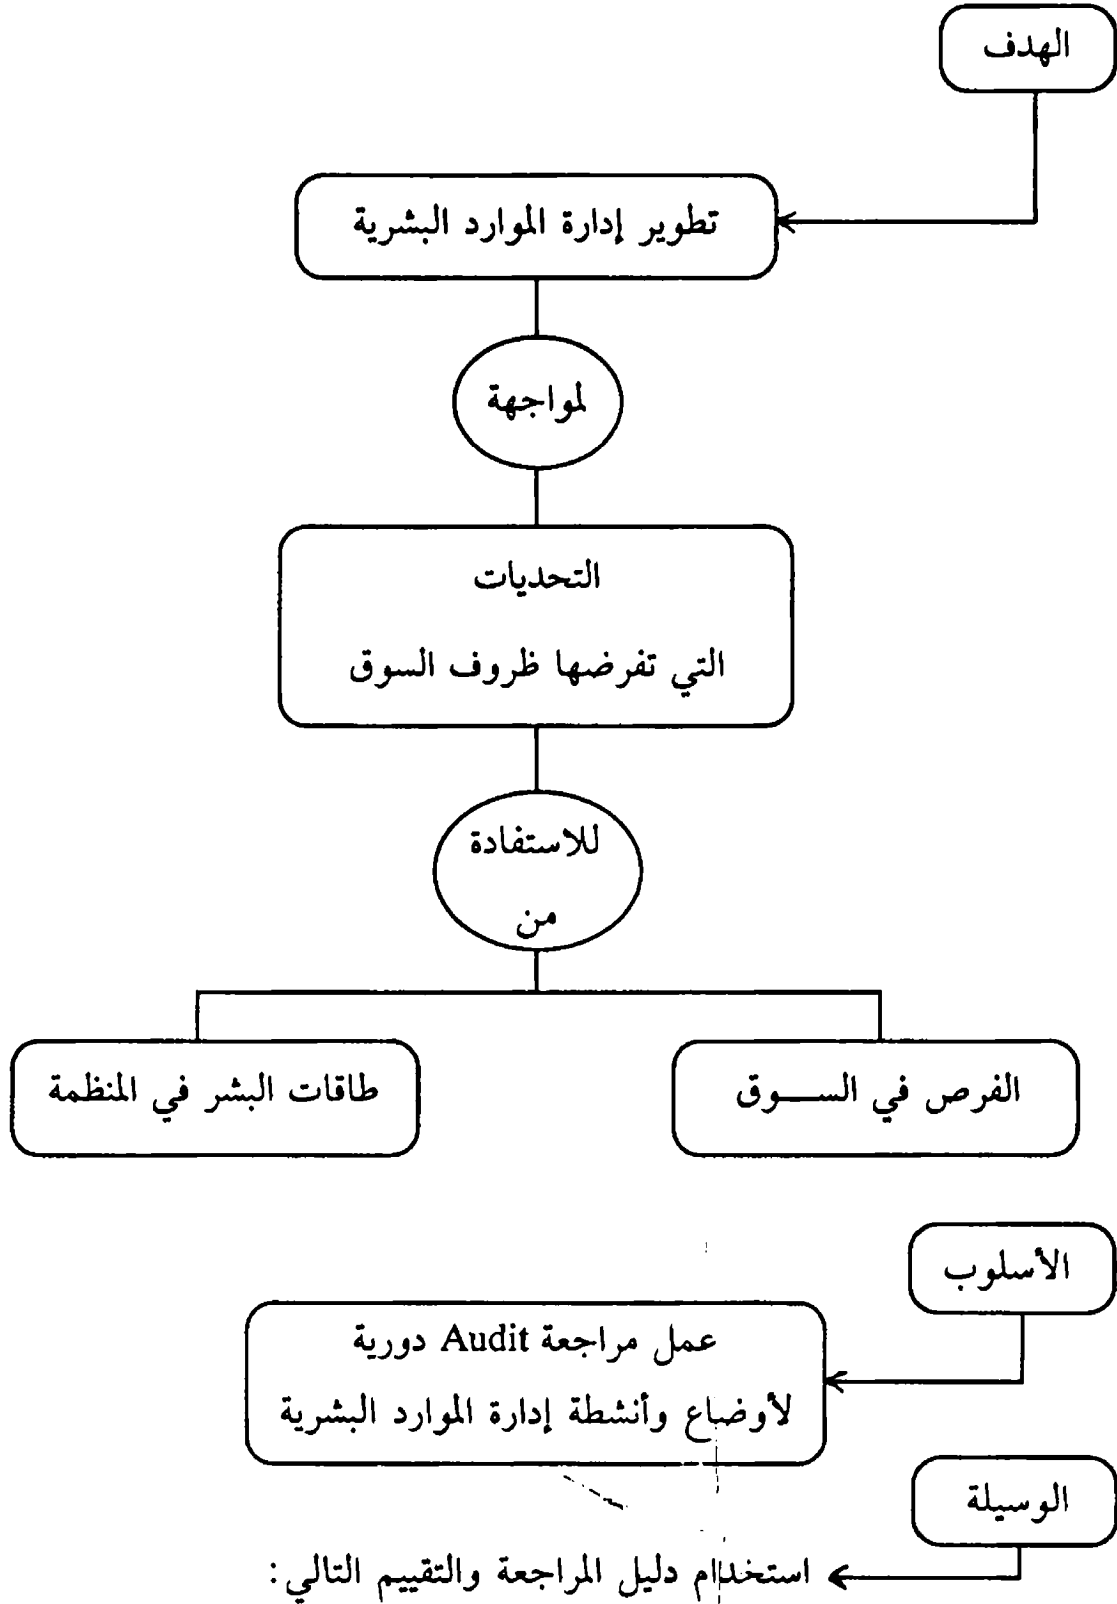 الهدف
تطوير إدارة الموارد البشرية
لمواجهة
التحديات
التي تفرضها ظروف السوق
للاستفادة
من
الفرص في الســوق
طاقات البشر في المنظمة
الأسلوب
عمل مراجعة Audit دورية
لأوضاع وأنشطة إدارة الموارد البشرية
الوسيلة
استخدام دليل المراجعة والتقييم التالي: